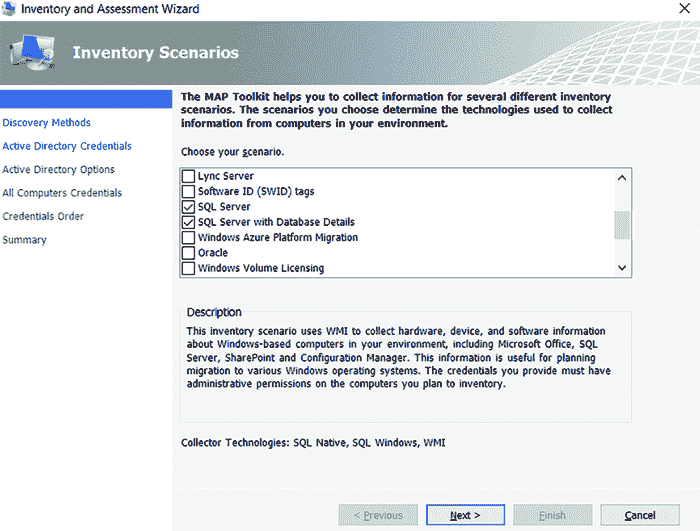 Inventory and Assessment Wizard
Inventory Scenarios
Discovery Methods
Active Directory Credentials
Active Directory Options
All Computers Credentials
Credentials Order
Summary
The MAP Toolkit helps you to collect information for several different inventory
scenarios. The scenarios you choose determine the technologies used to collect
information from computers in your environment.
Choose your scenario.
Lync Server
Software ID (SWID) tags
SQL Server
SQL Server with Database Details
Windows Azure Platform Migration
Oracle
Windows Volume Licensing
Description
This inventory scenario uses WMI to collect hardware, device, and software information
about Windows-based computers in your environment, including Microsoft Office, SQL
Server, SharePoint and Configuration Manager. This information is useful for planning
migration to various Windows operating systems. The credentials you provide must have
administrative permissions on the computers you plan to inventory.
Collector Technologies: SQL Native, SQL Windows, WMI
< Previous
Next >
Finish
Cancel